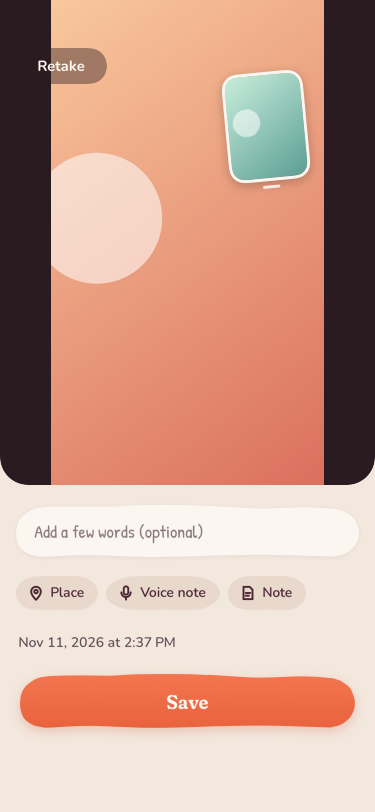 Retake
Add a few words (optional)
Place
Voice note
Note
Nov 11, 2026 at 2:37 PM
Save